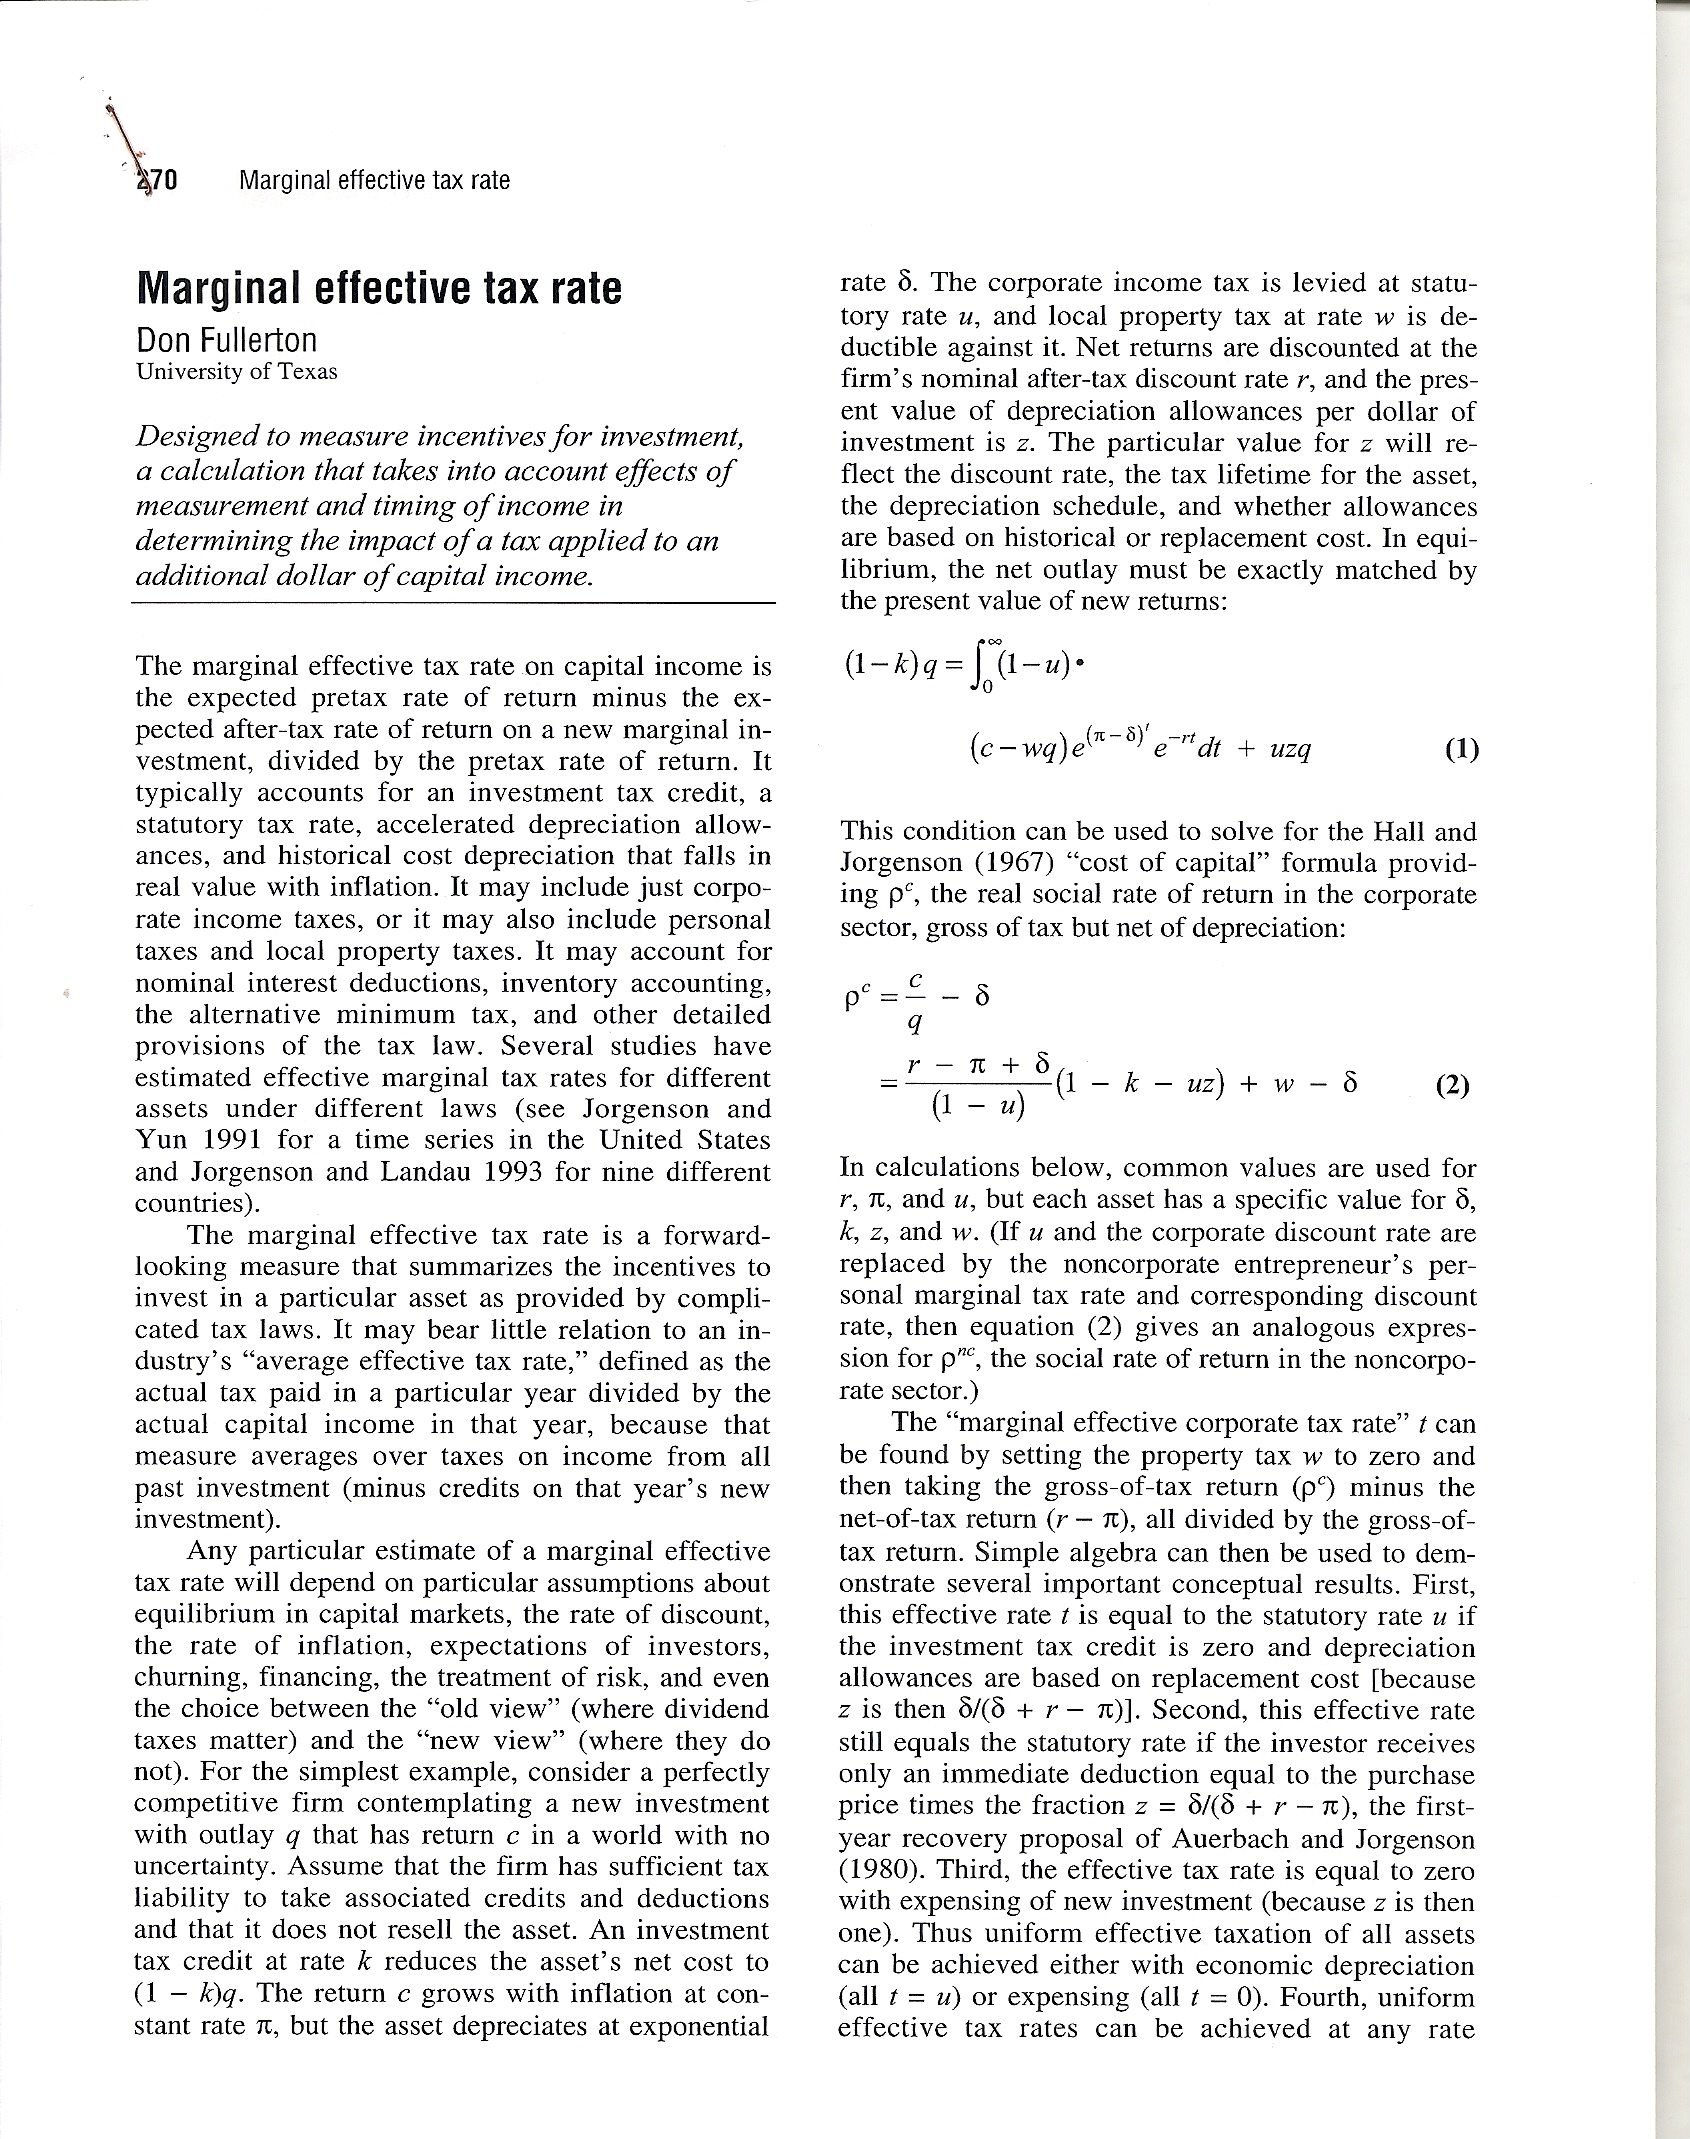 270 Marginal effective tax rate
Marginal effective tax rate
Don Fullerton
University of Texas
Designed to measure incentives for investment,
a calculation that takes into account effects of
measurement and timing of income in
determining the impact of a tax applied to an
additional dollar of capital income.
The marginal effective tax rate on capital income is
the expected pretax rate of return minus the ex-
pected after-tax rate of return on a new marginal in-
vestment, divided by the pretax rate of return. It
typically accounts for an investment tax credit, a
statutory tax rate, accelerated depreciation allow-
ances, and historical cost depreciation that falls in
real value with inflation. It may include just corpo-
rate income taxes, or it may also include personal
taxes and local property taxes. It may account for
nominal interest deductions, inventory accounting,
the alternative minimum tax, and other detailed
provisions of the tax law. Several studies have
estimated effective marginal tax rates for different
assets under different laws (see Jorgenson and
Yun 1991 for a time series in the United States
and Jorgenson and Landau 1993 for nine different
countries).
The marginal effective tax rate is a forward-
looking measure that summarizes the incentives to
invest in a particular asset as provided by compli-
cated tax laws. It may bear little relation to an in-
dustry's “average effective tax rate,” defined as the
actual tax paid in a particular year divided by the
actual capital income in that year, because that
measure averages over taxes on income from all
past investment (minus credits on that year's new
investment).
Any particular estimate of a marginal effective
tax rate will depend on particular assumptions about
equilibrium in capital markets, the rate of discount,
the rate of inflation, expectations of investors,
churning, financing, the treatment of risk, and even
the choice between the “old view” (where dividend
taxes matter) and the “new view” (where they do
not). For the simplest example, consider a perfectly
competitive firm contemplating a new investment
with outlay q that has return c in a world with no
uncertainty. Assume that the firm has sufficient tax
liability to take associated credits and deductions
and that it does not resell the asset. An investment
tax credit at rate k reduces the asset's net cost to
(1 − k)q. The return c grows with inflation at con-
stant rate π, but the asset depreciates at exponential
rate δ. The corporate income tax is levied at statu-
tory rate u, and local property tax at rate w is de-
ductible against it. Net returns are discounted at the
firm's nominal after-tax discount rate r, and the pres-
ent value of depreciation allowances per dollar of
investment is z. The particular value for z will re-
flect the discount rate, the tax lifetime for the asset,
the depreciation schedule, and whether allowances
are based on historical or replacement cost. In equi-
librium, the net outlay must be exactly matched by
the present value of new returns:
(1−k)q = ∫₀^∞ (1−u)•
(c−wq)e^(π−δ)′ e^−rt dt + uzq (1)
This condition can be used to solve for the Hall and
Jorgenson (1967) “cost of capital” formula provid-
ing ρᶜ, the real social rate of return in the corporate
sector, gross of tax but net of depreciation:
ρᶜ = c/q − δ
= (r − π + δ)/(1 − u) (1 − k − uz) + w − δ (2)
In calculations below, common values are used for
r, π, and u, but each asset has a specific value for δ,
k, z, and w. (If u and the corporate discount rate are
replaced by the noncorporate entrepreneur's per-
sonal marginal tax rate and corresponding discount
rate, then equation (2) gives an analogous expres-
sion for ρⁿᶜ, the social rate of return in the noncorpo-
rate sector.)
The “marginal effective corporate tax rate” t can
be found by setting the property tax w to zero and
then taking the gross-of-tax return (ρᶜ) minus the
net-of-tax return (r − π), all divided by the gross-of-
tax return. Simple algebra can then be used to dem-
onstrate several important conceptual results. First,
this effective rate t is equal to the statutory rate u if
the investment tax credit is zero and depreciation
allowances are based on replacement cost [because
z is then δ/(δ + r − π)]. Second, this effective rate
still equals the statutory rate if the investor receives
only an immediate deduction equal to the purchase
price times the fraction z = δ/(δ + r − π), the first-
year recovery proposal of Auerbach and Jorgenson
(1980). Third, the effective tax rate is equal to zero
with expensing of new investment (because z is then
one). Thus uniform effective taxation of all assets
can be achieved either with economic depreciation
(all t = u) or expensing (all t = 0). Fourth, uniform
effective tax rates can be achieved at any rate